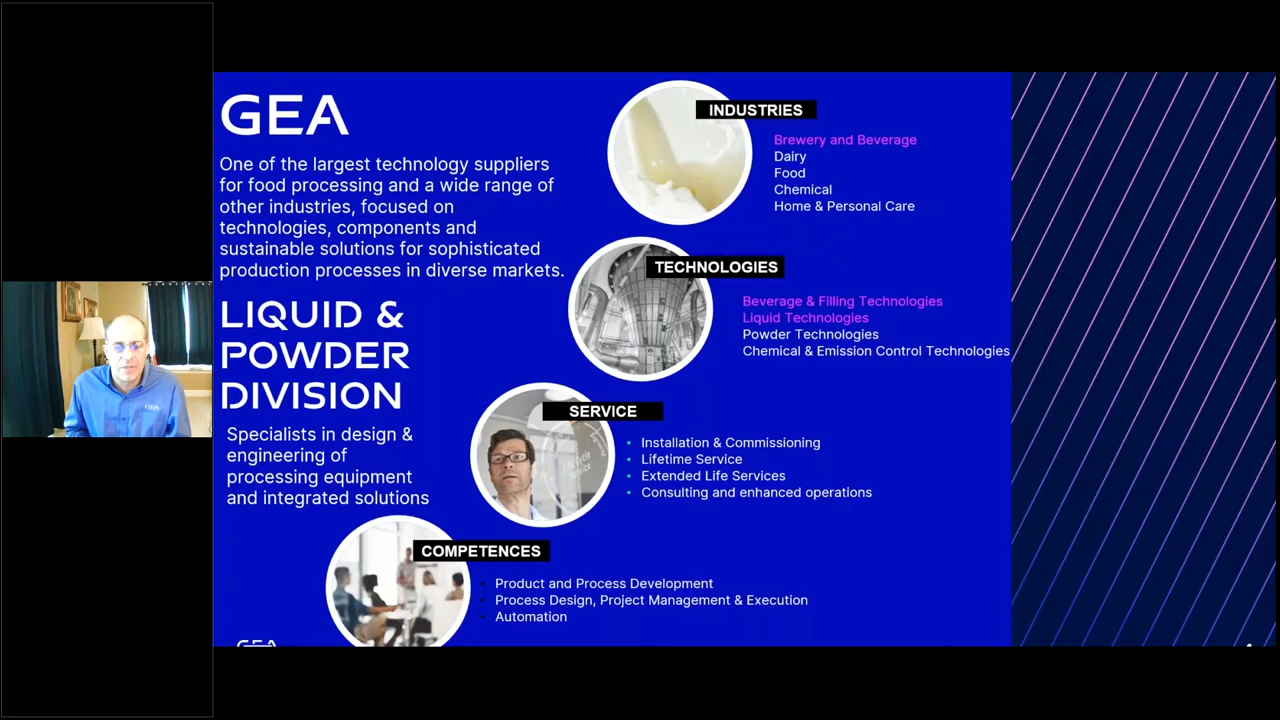 GEA
One of the largest technology suppliers
for food processing and a wide range of
other industries, focused on
technologies, components and
sustainable solutions for sophisticated
production processes in diverse markets.
LIQUID &
POWDER
DIVISION
Specialists in design &
engineering of
processing equipment
and integrated solutions
INDUSTRIES
Brewery and Beverage
Dairy
Food
Chemical
Home & Personal Care
TECHNOLOGIES
Beverage & Filling Technologies
Liquid Technologies
Powder Technologies
Chemical & Emission Control Technologies
SERVICE
• Installation & Commissioning
• Lifetime Service
• Extended Life Services
• Consulting and enhanced operations
COMPETENCES
• Product and Process Development
• Process Design, Project Management & Execution
• Automation
GEA
GEA